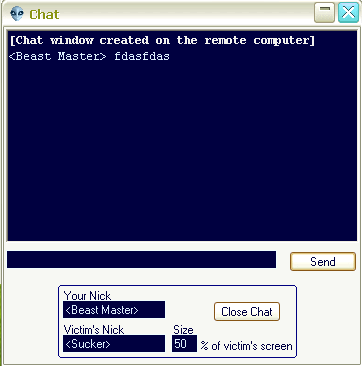 Chat
[Chat window created on the remote computer]
<Beast Master> fdasfdas
Send
Your Nick
<Beast Master>
Close Chat
Victim's Nick Size
<Sucker> 50 % of victim's screen